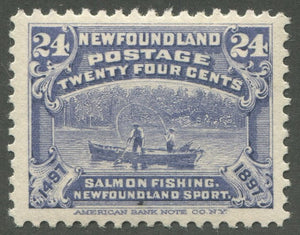 24 NEWFOUNDLAND 24
POSTAGE
TWENTY FOUR CENTS
1497 1897
SALMON FISHING.
NEWFOUNDLAND SPORT.
AMERICAN BANK NOTE CO. N.Y.